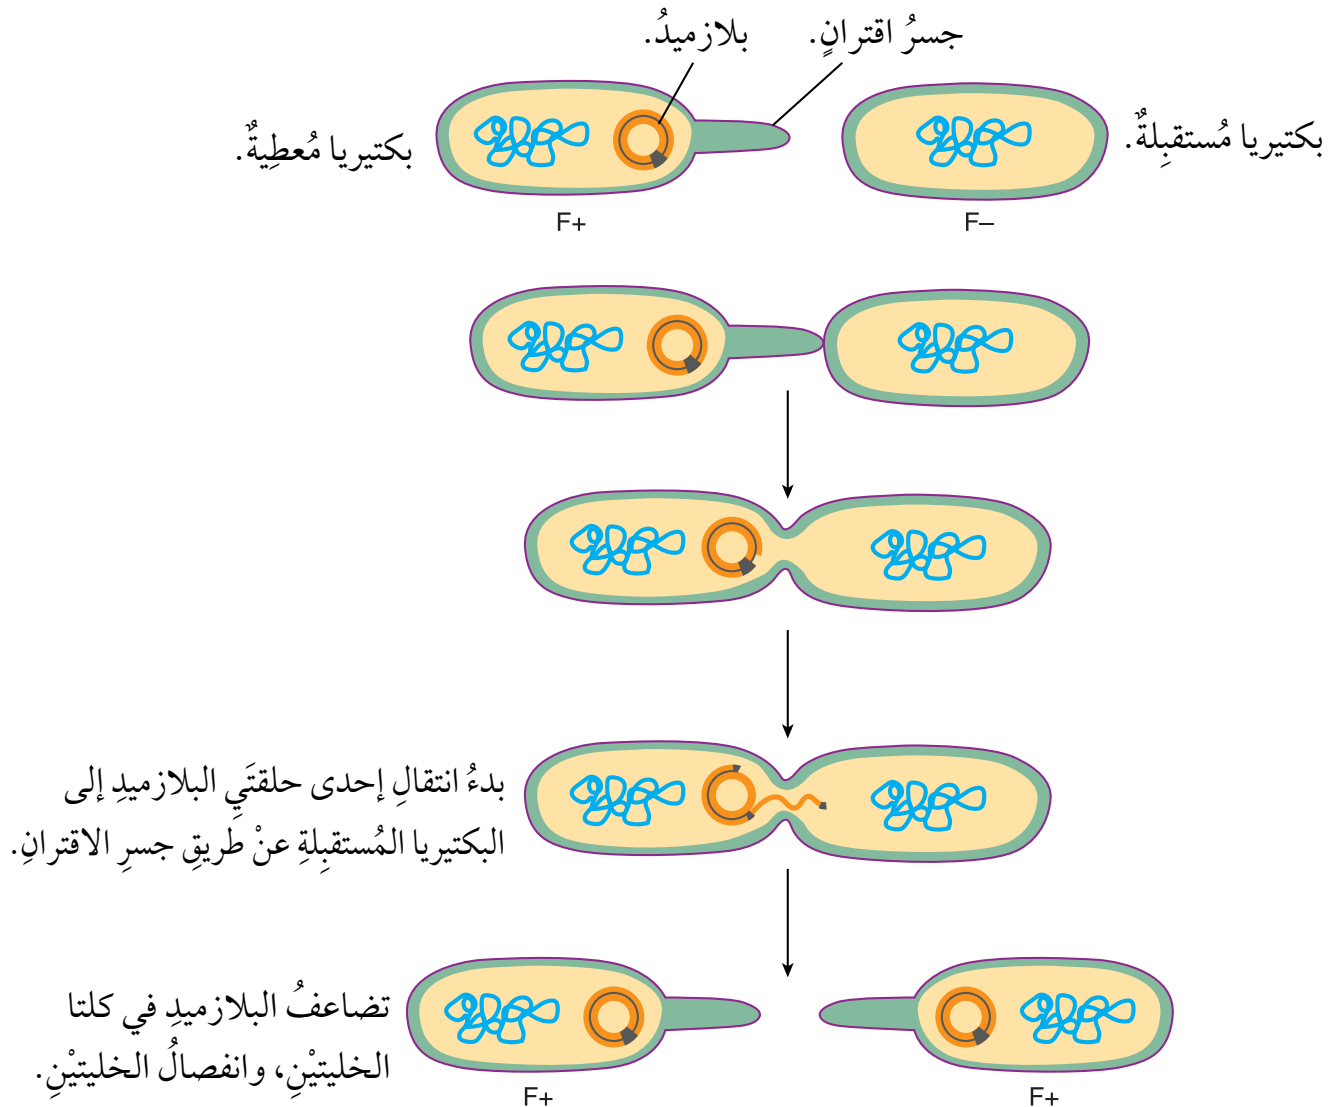 جسرُ اقترانٍ.
بلازميدُ.
بكتيريا مُستقبِلةٌ.
بكتيريا مُعطِيةٌ.
F+
F–
بدءُ انتقالِ إحدى حلقتَيِ البلازميدِ إلى
البكتيريا المُستقبِلةِ عنْ طريقِ جسرِ الاقترانِ.
تضاعفُ البلازميدِ في كلتا
الخليتيْنِ، وانفصالُ الخليتيْنِ.
F+
F+